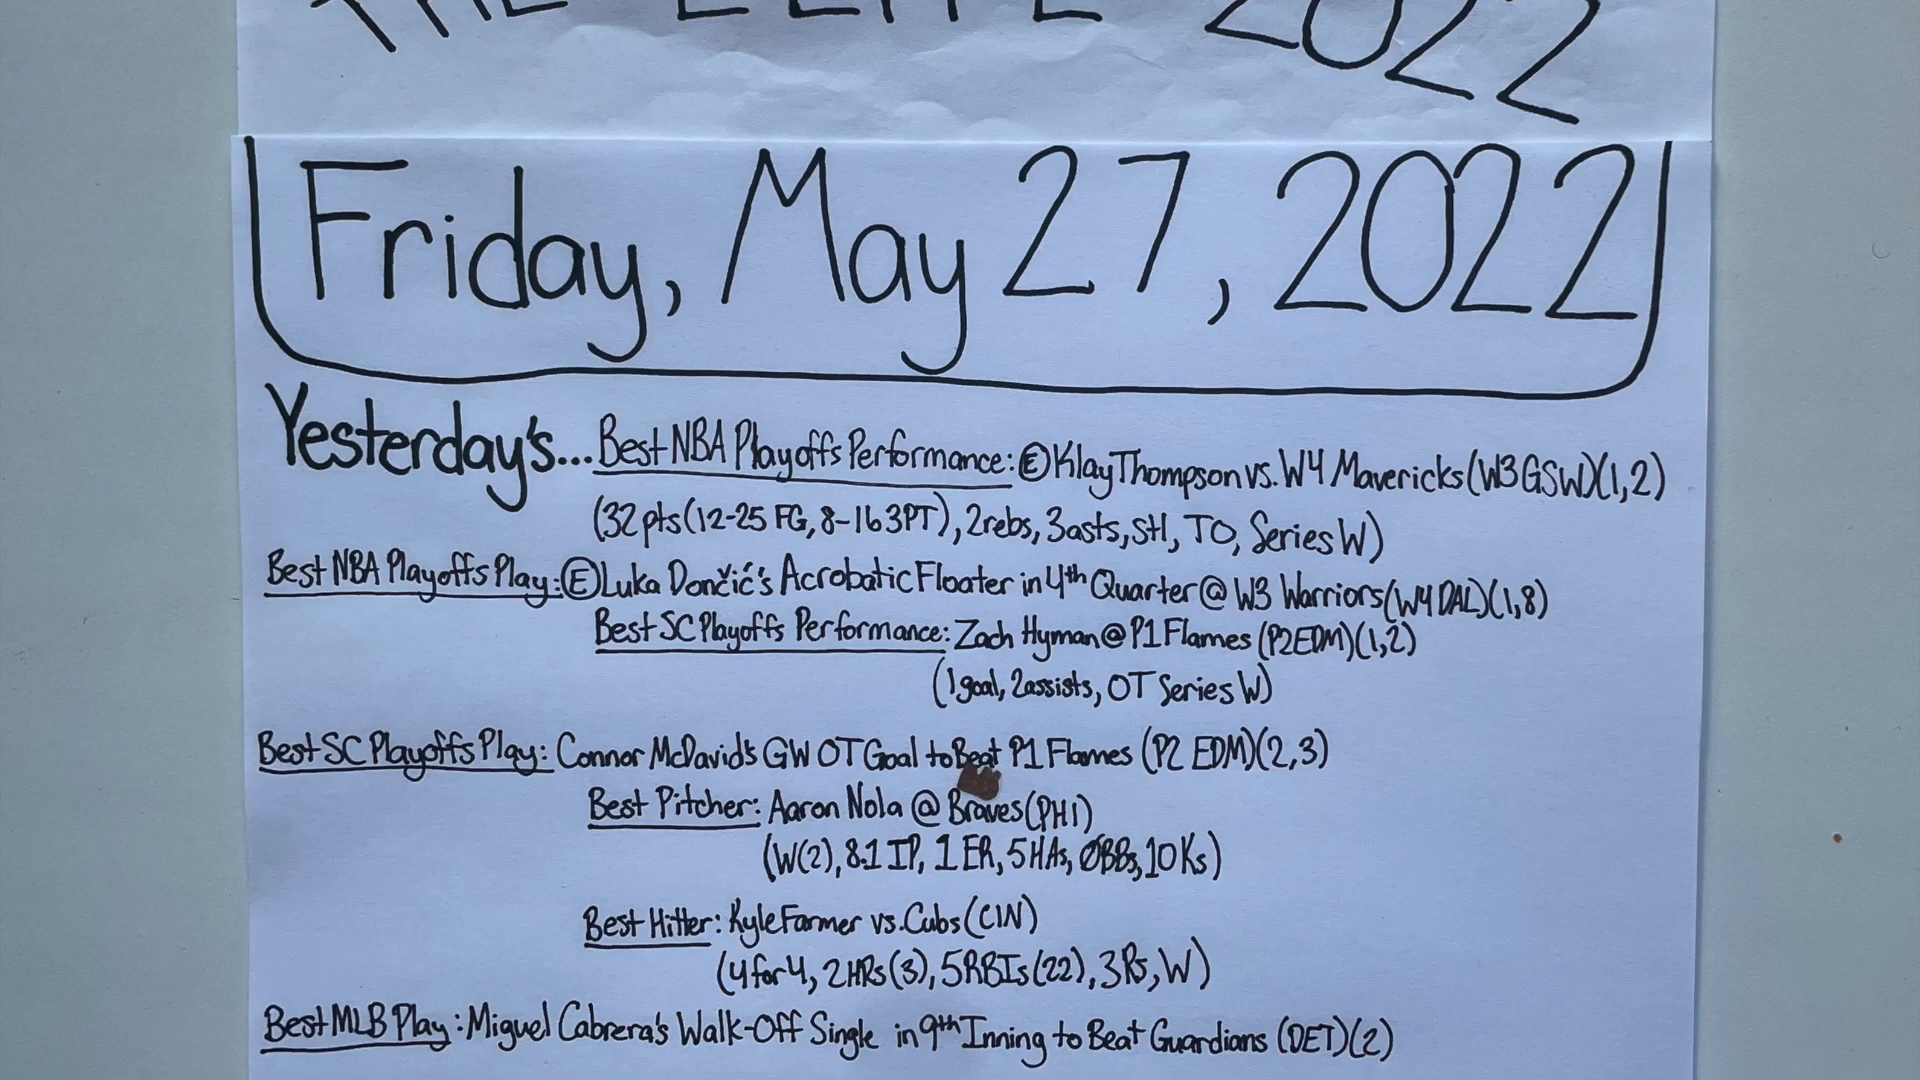 THE ELITE 2022
Friday, May 27, 2022
Yesterday's... Best NBA Playoffs Performance: Ⓔ Klay Thompson vs. W4 Mavericks (W3 GSW)(1,2)
(32 pts (12-25 FG, 8-16 3PT), 2 rebs, 3 asts, stl, TO, Series W)
Best NBA Playoffs Play: Ⓔ Luka Dončić's Acrobatic Floater in 4th Quarter @ W3 Warriors (W4 DAL)(1,8)
Best SC Playoffs Performance: Zach Hyman @ P1 Flames (P2 EDM)(1,2)
(1 goal, 2 assists, OT Series W)
Best SC Playoffs Play: Connor McDavid's GW OT Goal to Beat P1 Flames (P2 EDM)(2,3)
Best Pitcher: Aaron Nola @ Braves (PHI)
(W(2), 8.1 IP, 1 ER, 5 HAs, 0 BBs, 10 Ks)
Best Hitter: Kyle Farmer vs. Cubs (CIN)
(4 for 4, 2 HRs (3), 5 RBIs (22), 3 Rs, W)
Best MLB Play: Miguel Cabrera's Walk-Off Single in 9th Inning to Beat Guardians (DET)(2)